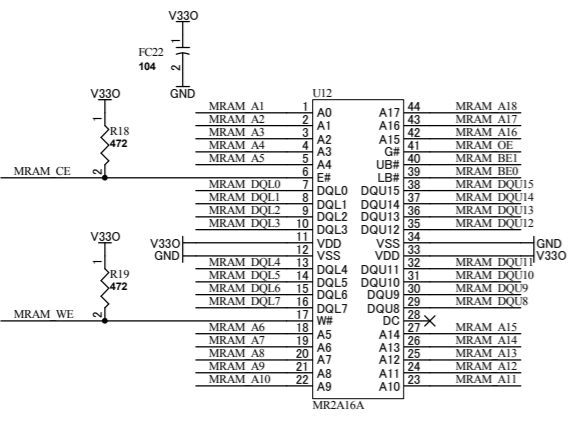 V33O
1
FC22
104
2
GND
V33O
1
R18
472
2
MRAM_CE
V33O
1
R19
472
2
MRAM_WE
U12
MRAM_A1 1 A0 A17 44 MRAM_A18
MRAM_A2 2 A1 A16 43 MRAM_A17
MRAM_A3 3 A2 A15 42 MRAM_A16
MRAM_A4 4 A3 G# 41 MRAM_OE
MRAM_A5 5 A4 UB# 40 MRAM_BE1
6 E# LB# 39 MRAM_BE0
MRAM_DQL0 7 DQL0 DQU15 38 MRAM_DQU15
MRAM_DQL1 8 DQL1 DQU14 37 MRAM_DQU14
MRAM_DQL2 9 DQL2 DQU13 36 MRAM_DQU13
MRAM_DQL3 10 DQL3 DQU12 35 MRAM_DQU12
V33O 11 VDD VSS 34 GND
GND 12 VSS VDD 33 V33O
MRAM_DQL4 13 DQL4 DQU11 32 MRAM_DQU11
MRAM_DQL5 14 DQL5 DQU10 31 MRAM_DQU10
MRAM_DQL6 15 DQL6 DQU9 30 MRAM_DQU9
MRAM_DQL7 16 DQL7 DQU8 29 MRAM_DQU8
17 W# DC 28
MRAM_A6 18 A5 A14 27 MRAM_A15
MRAM_A7 19 A6 A13 26 MRAM_A14
MRAM_A8 20 A7 A12 25 MRAM_A13
MRAM_A9 21 A8 A11 24 MRAM_A12
MRAM_A10 22 A9 A10 23 MRAM_A11
MR2A16A